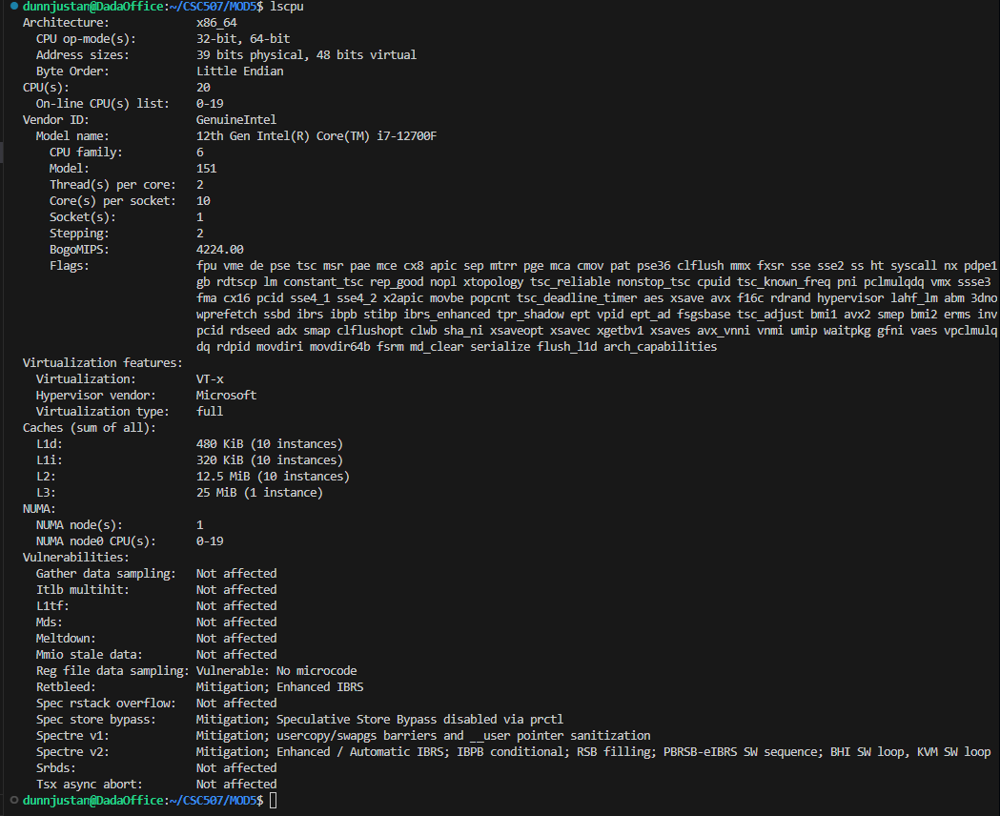 dunnjustan@DadaOffice:~/CSC507/MOD5$ lscpu
Architecture: x86_64
CPU op-mode(s): 32-bit, 64-bit
Address sizes: 39 bits physical, 48 bits virtual
Byte Order: Little Endian
CPU(s): 20
On-line CPU(s) list: 0-19
Vendor ID: GenuineIntel
Model name: 12th Gen Intel(R) Core(TM) i7-12700F
CPU family: 6
Model: 151
Thread(s) per core: 2
Core(s) per socket: 10
Socket(s): 1
Stepping: 2
BogoMIPS: 4224.00
Flags: fpu vme de pse tsc msr pae mce cx8 apic sep mtrr pge mca cmov pat pse36 clflush mmx fxsr sse sse2 ss ht syscall nx pdpe1
gb rdtscp lm constant_tsc rep_good nopl xtopology tsc_reliable nonstop_tsc cpuid tsc_known_freq pni pclmulqdq vmx ssse3
fma cx16 pcid sse4_1 sse4_2 x2apic movbe popcnt tsc_deadline_timer aes xsave avx f16c rdrand hypervisor lahf_lm abm 3dno
wprefetch ssbd ibrs ibpb stibp ibrs_enhanced tpr_shadow ept vpid ept_ad fsgsbase tsc_adjust bmi1 avx2 smep bmi2 erms inv
pcid rdseed adx smap clflushopt clwb sha_ni xsaveopt xsavec xgetbv1 xsaves avx_vnni vnmi umip waitpkg gfni vaes vpclmulq
dq rdpid movdiri movdir64b fsrm md_clear serialize flush_l1d arch_capabilities
Virtualization features:
Virtualization: VT-x
Hypervisor vendor: Microsoft
Virtualization type: full
Caches (sum of all):
L1d: 480 KiB (10 instances)
L1i: 320 KiB (10 instances)
L2: 12.5 MiB (10 instances)
L3: 25 MiB (1 instance)
NUMA:
NUMA node(s): 1
NUMA node0 CPU(s): 0-19
Vulnerabilities:
Gather data sampling: Not affected
Itlb multihit: Not affected
L1tf: Not affected
Mds: Not affected
Meltdown: Not affected
Mmio stale data: Not affected
Reg file data sampling: Vulnerable: No microcode
Retbleed: Mitigation; Enhanced IBRS
Spec rstack overflow: Not affected
Spec store bypass: Mitigation; Speculative Store Bypass disabled via prctl
Spectre v1: Mitigation; usercopy/swapgs barriers and __user pointer sanitization
Spectre v2: Mitigation; Enhanced / Automatic IBRS; IBPB conditional; RSB filling; PBRSB-eIBRS SW sequence; BHI SW loop, KVM SW loop
Srbds: Not affected
Tsx async abort: Not affected
dunnjustan@DadaOffice:~/CSC507/MOD5$